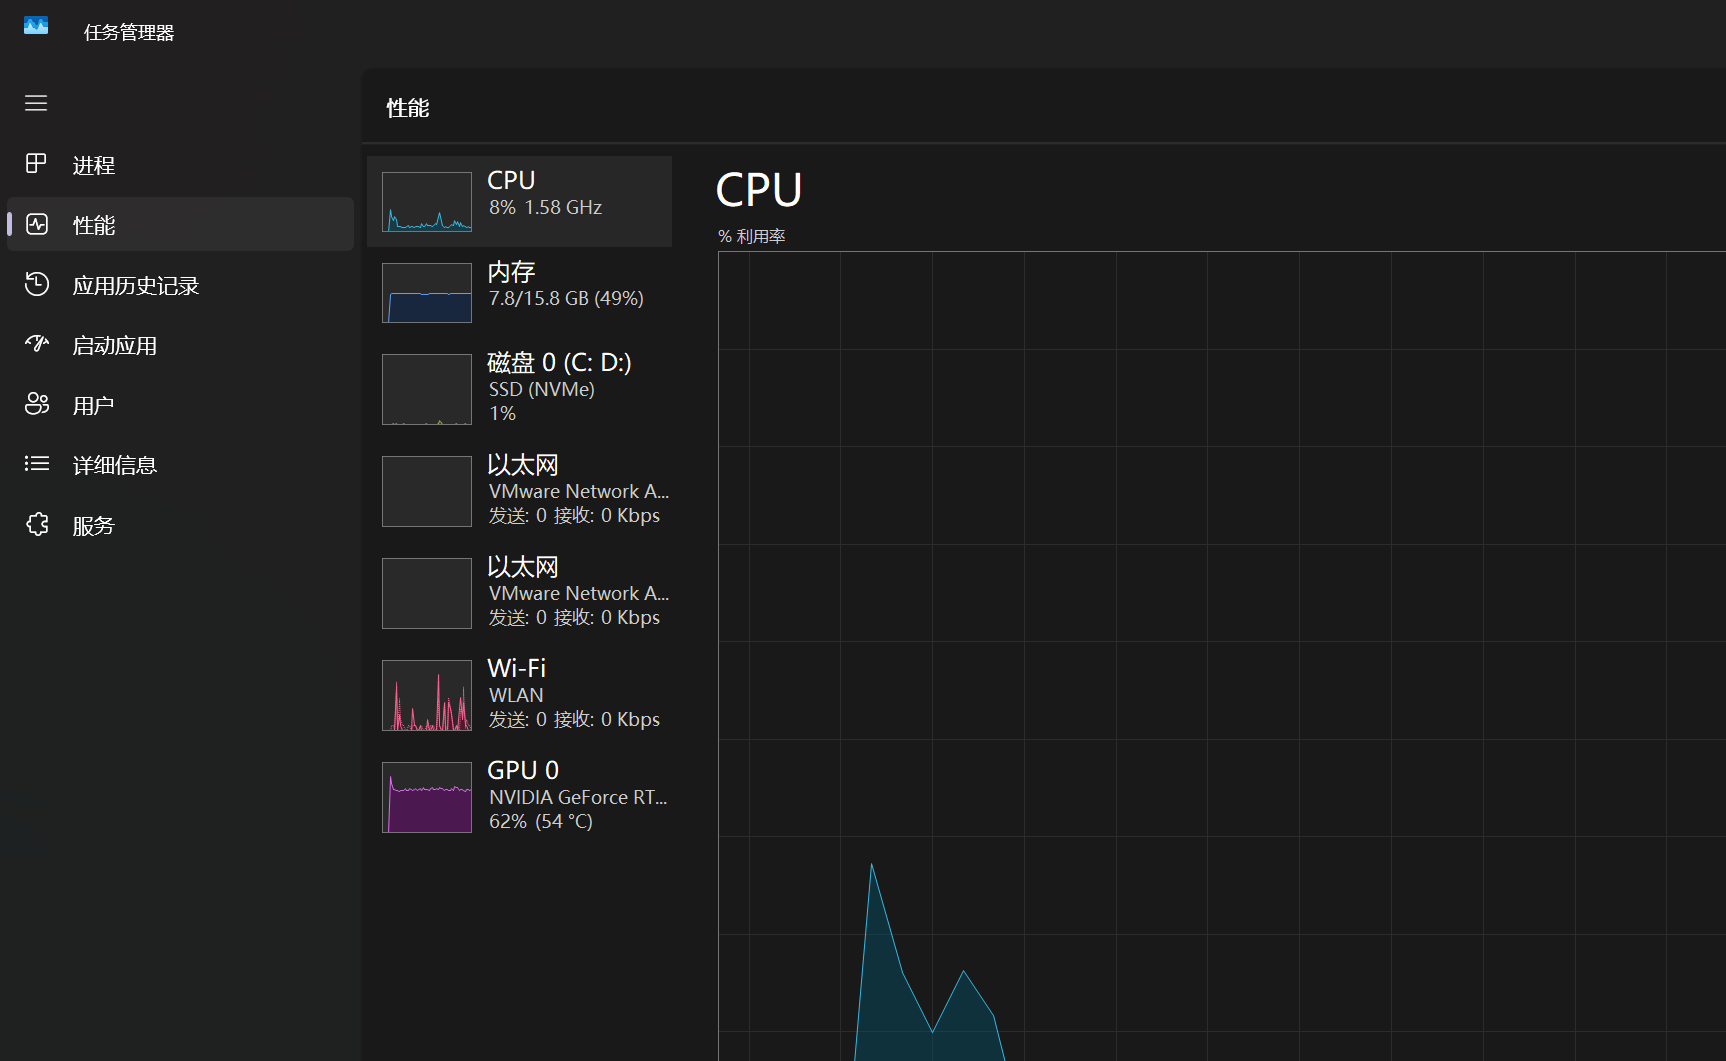 任务管理器
进程
性能
应用历史记录
启动应用
用户
详细信息
服务
性能
CPU
8% 1.58 GHz
内存
7.8/15.8 GB (49%)
磁盘 0 (C: D:)
SSD (NVMe)
1%
以太网
VMware Network A...
发送: 0 接收: 0 Kbps
以太网
VMware Network A...
发送: 0 接收: 0 Kbps
Wi-Fi
WLAN
发送: 0 接收: 0 Kbps
GPU 0
NVIDIA GeForce RT...
62% (54 °C)
CPU
% 利用率